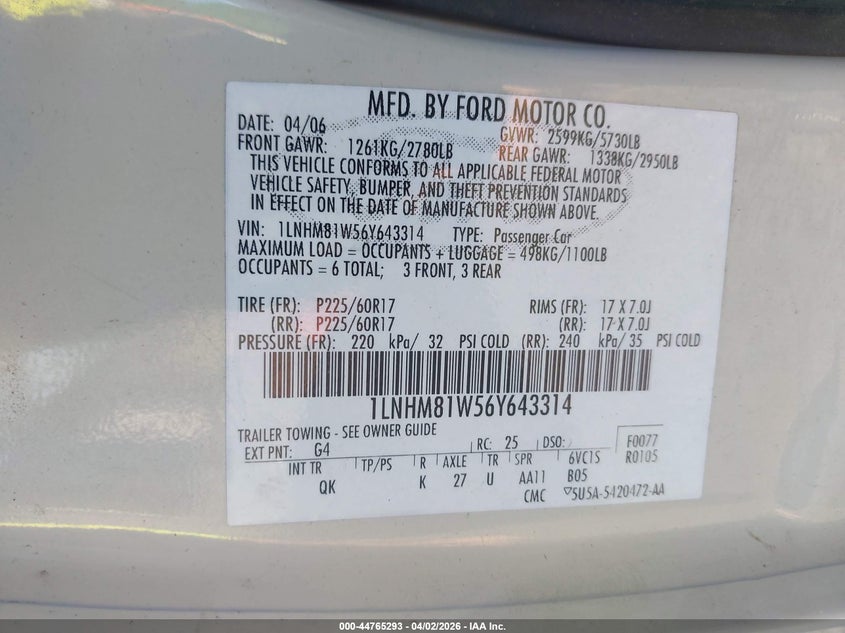 MFD. BY FORD MOTOR CO.
DATE: 04/06 GVWR: 2599KG/5730LB
FRONT GAWR: 1261KG/2780LB REAR GAWR: 1338KG/2950LB
THIS VEHICLE CONFORMS TO ALL APPLICABLE FEDERAL MOTOR
VEHICLE SAFETY, BUMPER, AND THEFT PREVENTION STANDARDS
IN EFFECT ON THE DATE OF MANUFACTURE SHOWN ABOVE.
VIN: 1LNHM81W56Y643314 TYPE: Passenger Car
MAXIMUM LOAD = OCCUPANTS + LUGGAGE = 498KG/1100LB
OCCUPANTS = 6 TOTAL; 3 FRONT, 3 REAR
TIRE (FR): P225/60R17 RIMS (FR): 17 X 7.0J
(RR): P225/60R17 (RR): 17 X 7.0J
PRESSURE (FR): 220 kPa/ 32 PSI COLD (RR): 240 kPa/ 35 PSI COLD
1LNHM81W56Y643314
TRAILER TOWING - SEE OWNER GUIDE
EXT PNT: G4 RC: 25 DSO: F0077
INT TR TP/PS R AXLE TR SPR 6VC1S R0105
QK K 27 U AA11 B05
CMC 5U5A-5420472-AA
000-44765293 - 04/02/2026 - IAA Inc.